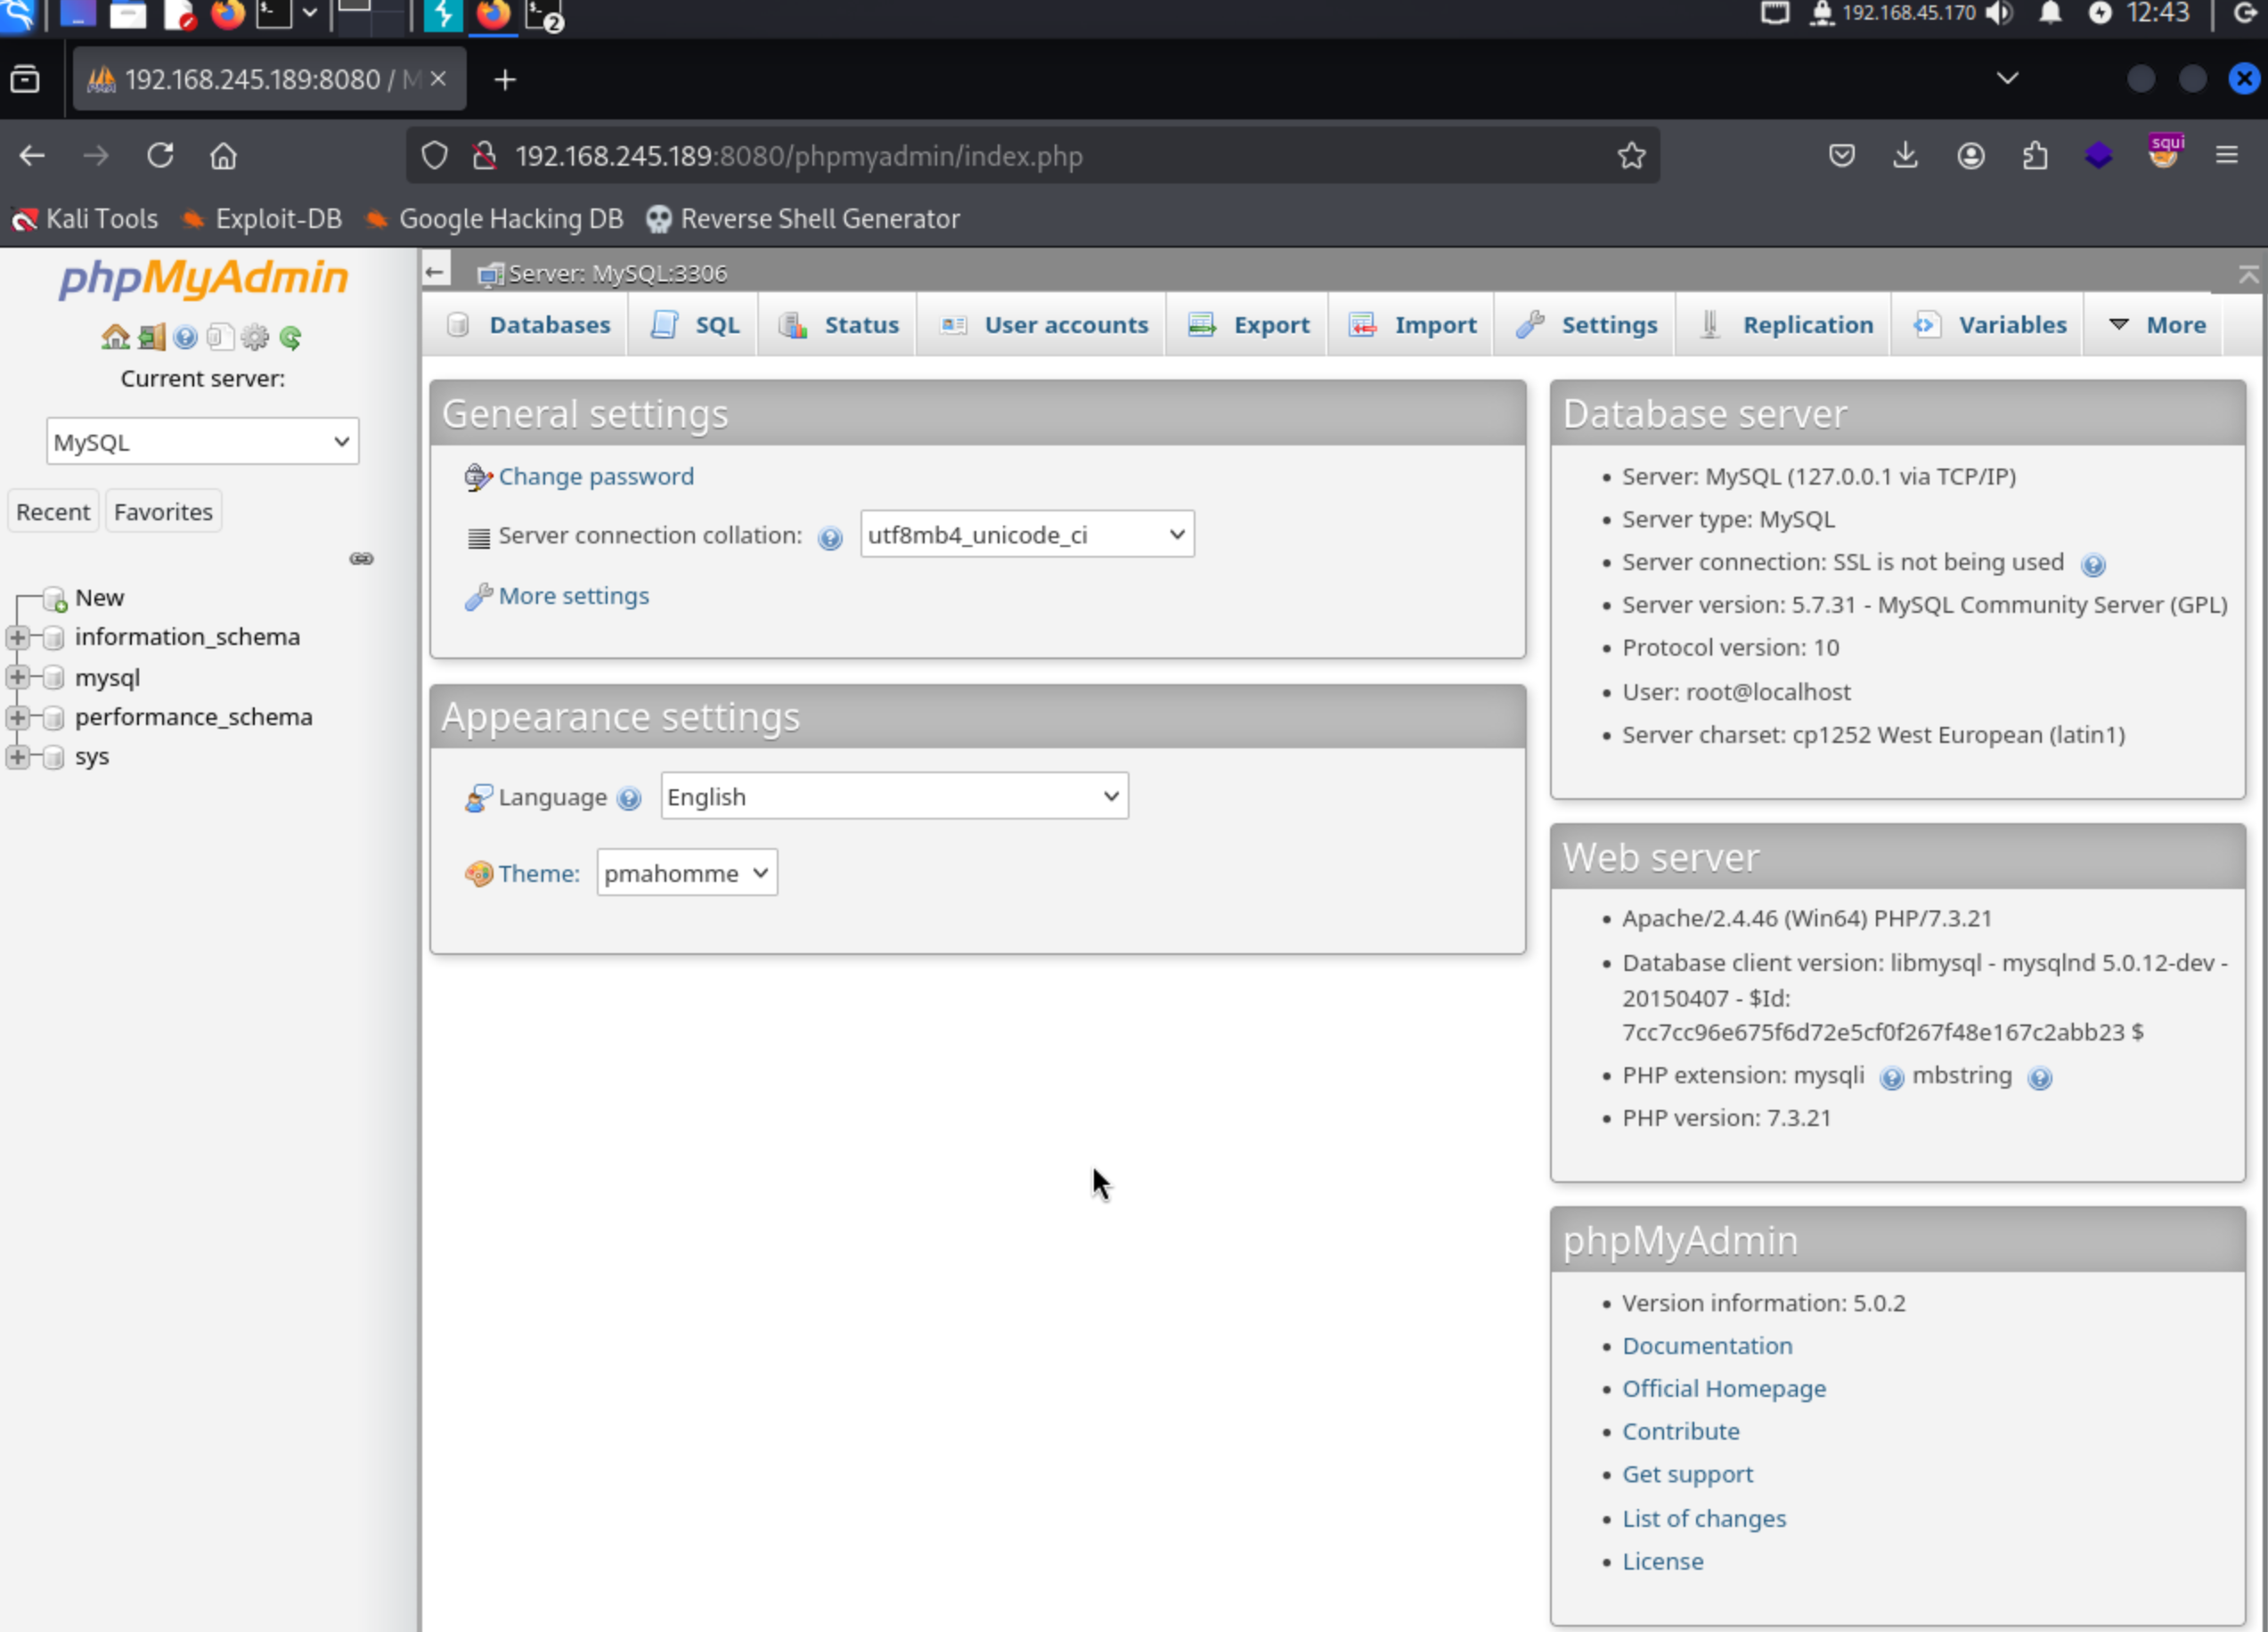 192.168.45.170
12:43
2
192.168.245.189:8080 / M
192.168.245.189:8080/phpmyadmin/index.php
squi
Kali Tools
Exploit-DB
Google Hacking DB
Reverse Shell Generator
phpMyAdmin
Current server:
MySQL
Recent
Favorites
New
information_schema
mysql
performance_schema
sys
Server: MySQL:3306
Databases
SQL
Status
User accounts
Export
Import
Settings
Replication
Variables
More
General settings
Change password
Server connection collation:
utf8mb4_unicode_ci
More settings
Appearance settings
Language
English
Theme:
pmahomme
Database server
Server: MySQL (127.0.0.1 via TCP/IP)
Server type: MySQL
Server connection: SSL is not being used
Server version: 5.7.31 - MySQL Community Server (GPL)
Protocol version: 10
User: root@localhost
Server charset: cp1252 West European (latin1)
Web server
Apache/2.4.46 (Win64) PHP/7.3.21
Database client version: libmysql - mysqlnd 5.0.12-dev -
20150407 - $Id:
7cc7cc96e675f6d72e5cf0f267f48e167c2abb23 $
PHP extension: mysqli mbstring
PHP version: 7.3.21
phpMyAdmin
Version information: 5.0.2
Documentation
Official Homepage
Contribute
Get support
List of changes
License